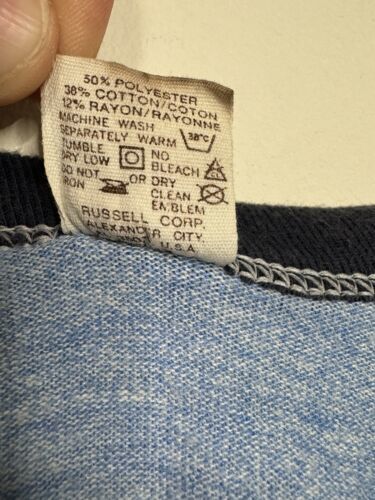 50% POLYESTER
38% COTTON/COTON
12% RAYON/RAYONNE
MACHINE WASH
SEPARATELY WARM 38°C
TUMBLE NO
DRY LOW BLEACH
DO NOT OR DRY
IRON CLEAN
EMBLEM
RUSSELL CORP.
ALEXANDER CITY,
U.S.A.